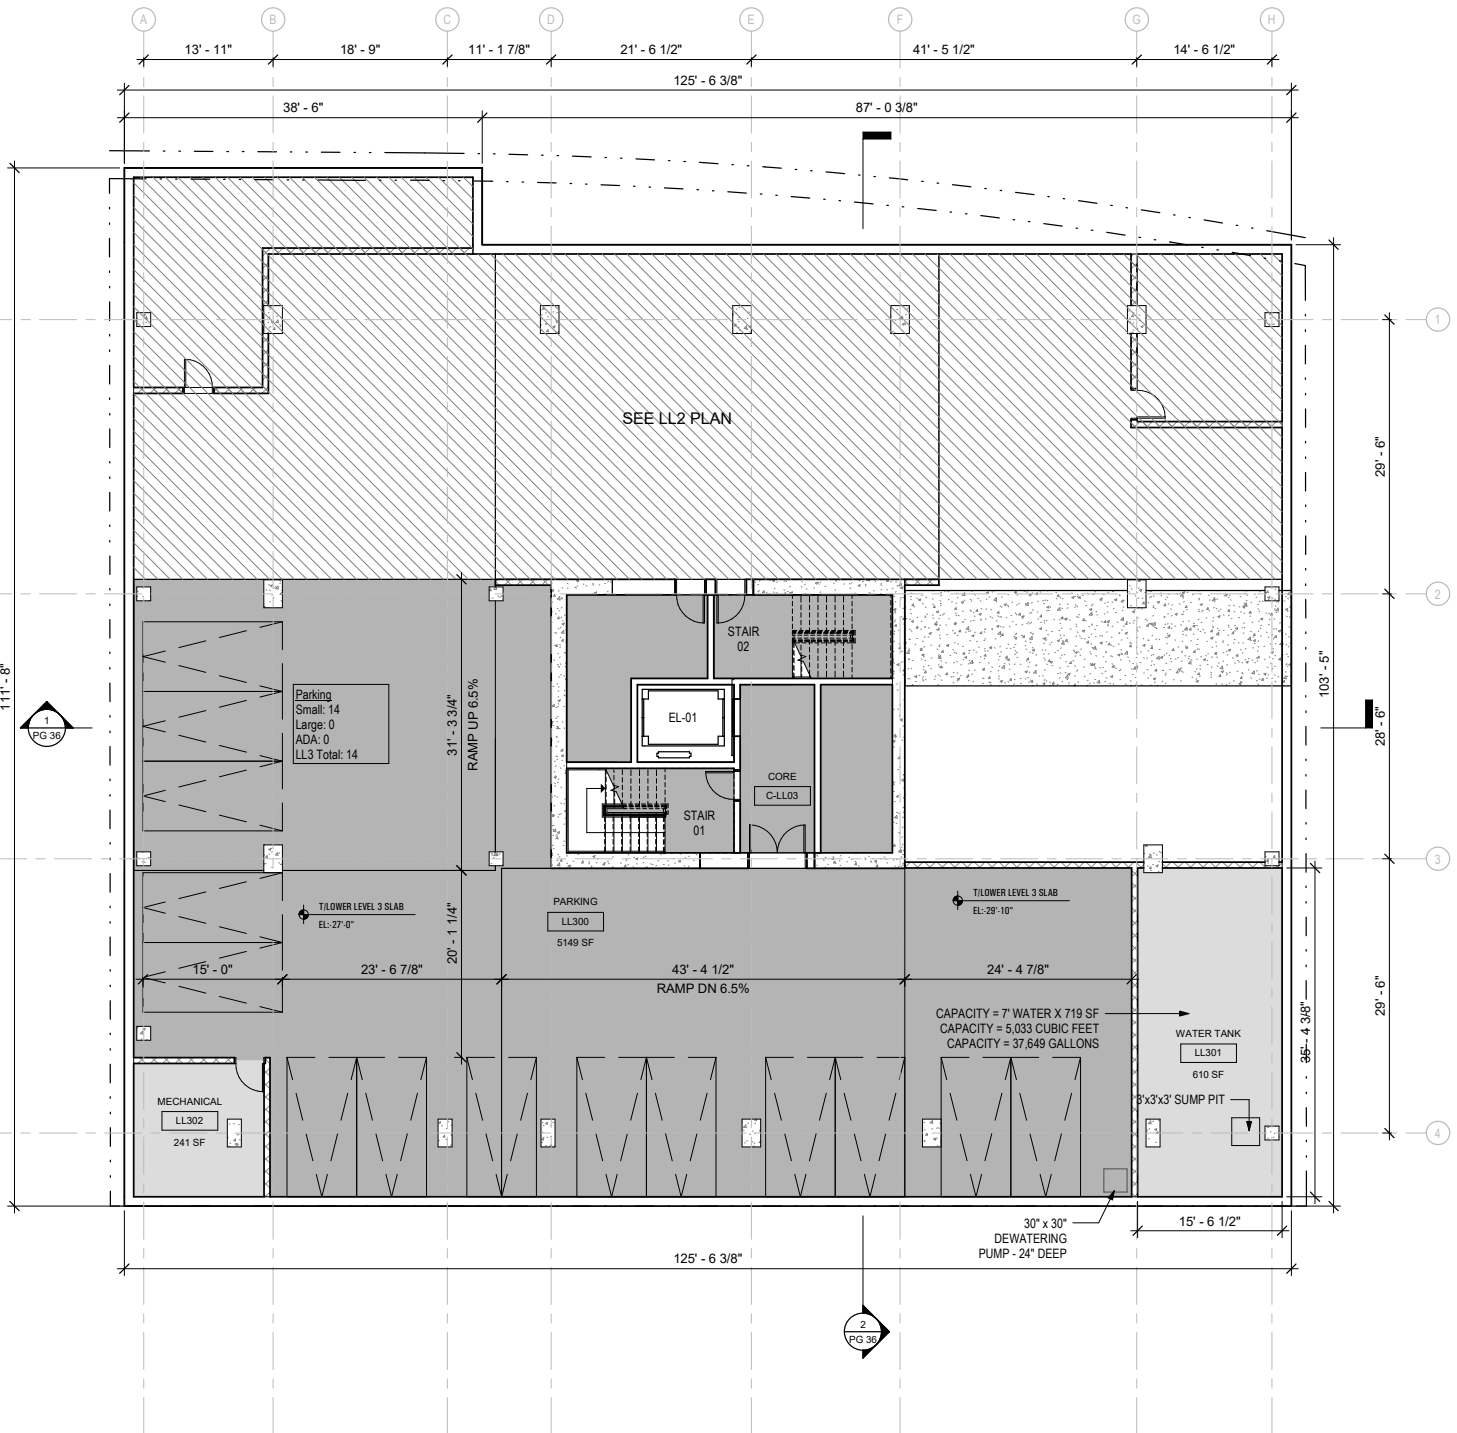 A
B
C
D
E
F
G
H
13' - 11"
18' - 9"
11' - 1 7/8"
21' - 6 1/2"
41' - 5 1/2"
14' - 6 1/2"
125' - 6 3/8"
38' - 6"
87' - 0 3/8"
1
SEE LL2 PLAN
29' - 6"
2
111' - 8"
103' - 5"
STAIR
02
Parking
Small: 14
Large: 0
ADA: 0
LL3 Total: 14
31' - 3 3/4"
RAMP UP 6.5%
EL-01
1
PG 36
28' - 6"
CORE
C-LL03
STAIR
01
3
T/LOWER LEVEL 3 SLAB
EL:-27'-0"
PARKING
LL300
5149 SF
T/LOWER LEVEL 3 SLAB
EL:-29'-10"
20' - 1 1/4"
15' - 0"
23' - 6 7/8"
43' - 4 1/2"
24' - 4 7/8"
RAMP DN 6.5%
29' - 6"
CAPACITY = 7' WATER X 719 SF
CAPACITY = 5,033 CUBIC FEET
CAPACITY = 37,649 GALLONS
WATER TANK
LL301
610 SF
35' - 4 3/8"
3'x3'x3' SUMP PIT
MECHANICAL
LL302
241 SF
4
30" x 30"
DEWATERING
PUMP - 24" DEEP
15' - 6 1/2"
125' - 6 3/8"
2
PG 36